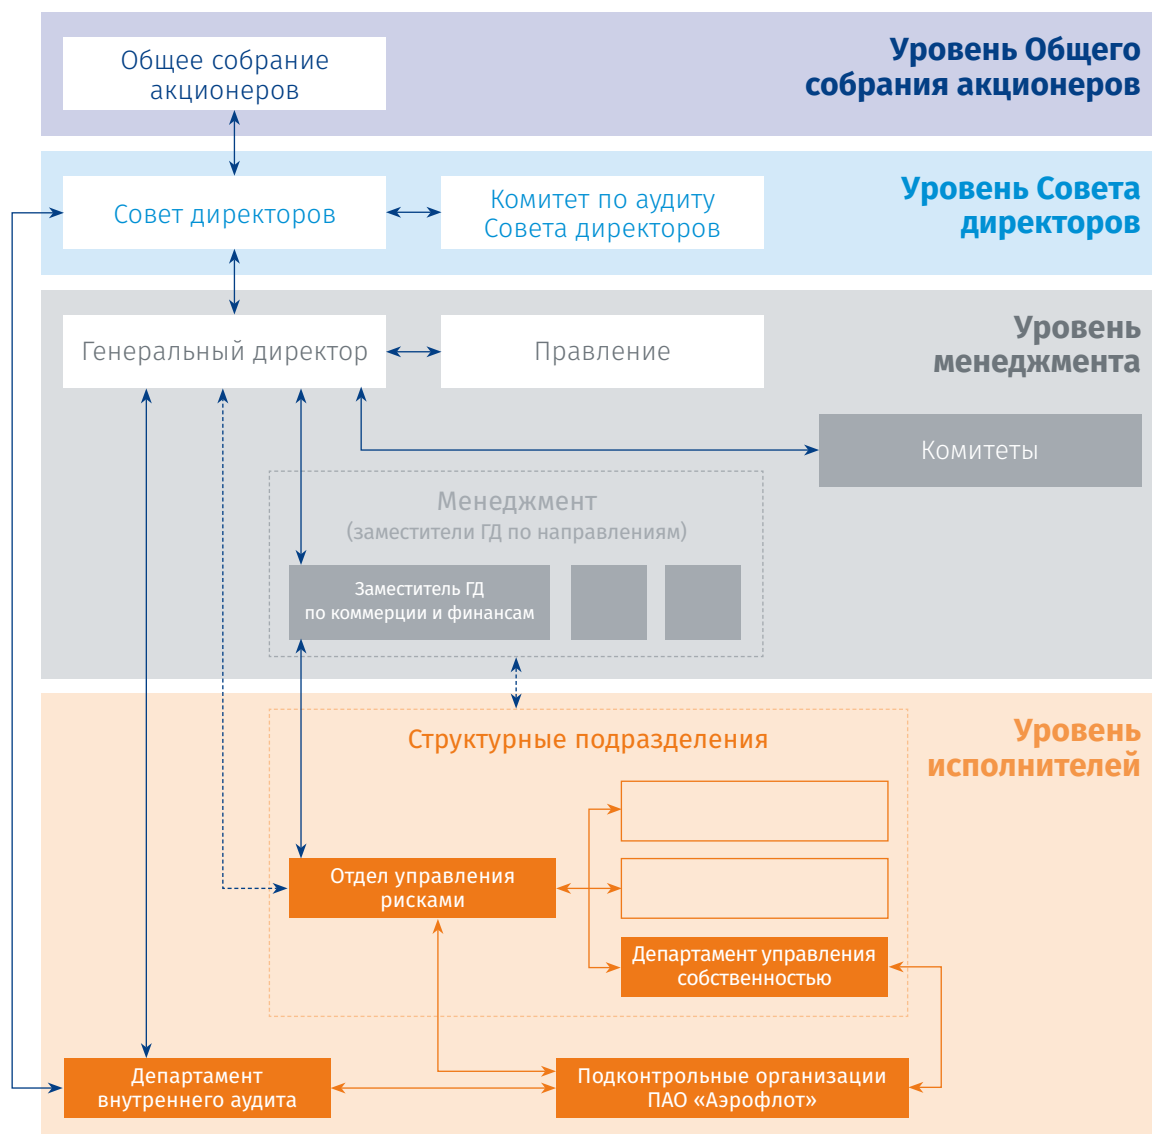 Общее собрание
акционеров
Уровень Общего
собрания акционеров
Совет директоров
Комитет по аудиту
Совета директоров
Уровень Совета
директоров
Генеральный директор
Правление
Уровень
менеджмента
Комитеты
Менеджмент
(заместители ГД по направлениям)
Заместитель ГД
по коммерции и финансам
Структурные подразделения
Уровень
исполнителей
Отдел управления
рисками
Департамент управления
собственностью
Департамент
внутреннего аудита
Подконтрольные организации
ПАО «Аэрофлот»